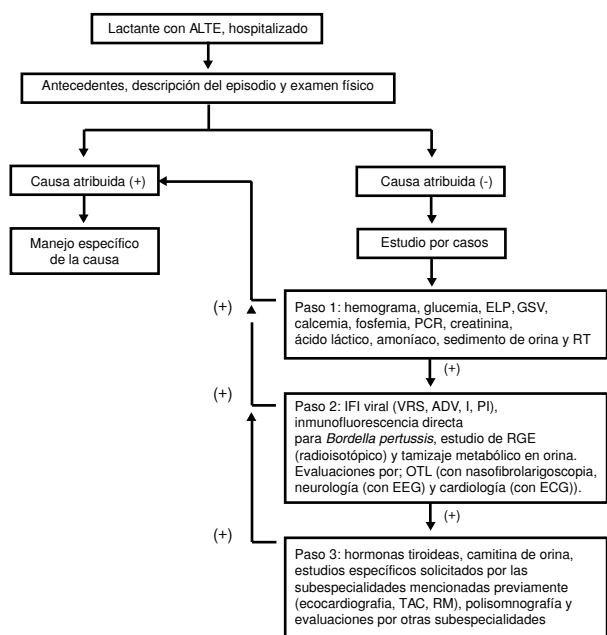 Lactante con ALTE, hospitalizado
Antecedentes, descripción del episodio y examen físico
Causa atribuida (+)
Causa atribuida (-)
Manejo específico
de la causa
Estudio por casos
(+)
Paso 1: hemograma, glucemia, ELP, GSV,
calcemia, fosfemia, PCR, creatinina,
ácido láctico, amoníaco, sedimento de orina y RT
(+)
(+)
Paso 2: IFI viral (VRS, ADV, I, PI),
inmunofluorescencia directa
para Bordella pertussis, estudio de RGE
(radioisotópico) y tamizaje metabólico en orina.
Evaluaciones por; OTL (con nasofibrolarigoscopia,
neurología (con EEG) y cardiología (con ECG)).
(+)
(+)
Paso 3: hormonas tiroideas, camitina de orina,
estudios específicos solicitados por las
subespecialidades mencionadas previamente
(ecocardiografia, TAC, RM), polisomnografía y
evaluaciones por otras subespecialidades